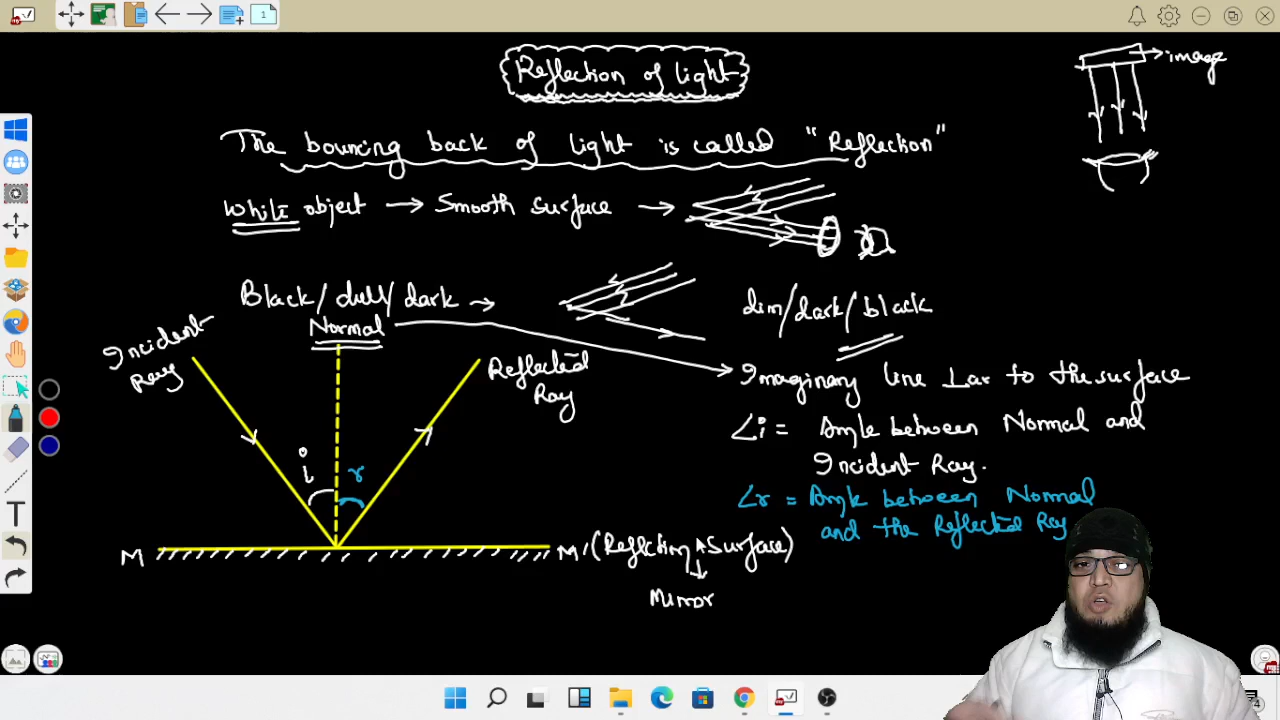 1
Reflection of light
image
The bouncing back of light is called "Reflection"
White object → Smooth surface →
Black/dull/dark →
dim/dark/black
Normal
Incident
Ray
Reflected
Ray
Imaginary line ⊥ar to the surface
∠i = Angle between Normal and
Incident Ray.
∠r = Angle between Normal
and the Reflected Ray
i
r
M
M' (Reflection Surface)
Mirror
T